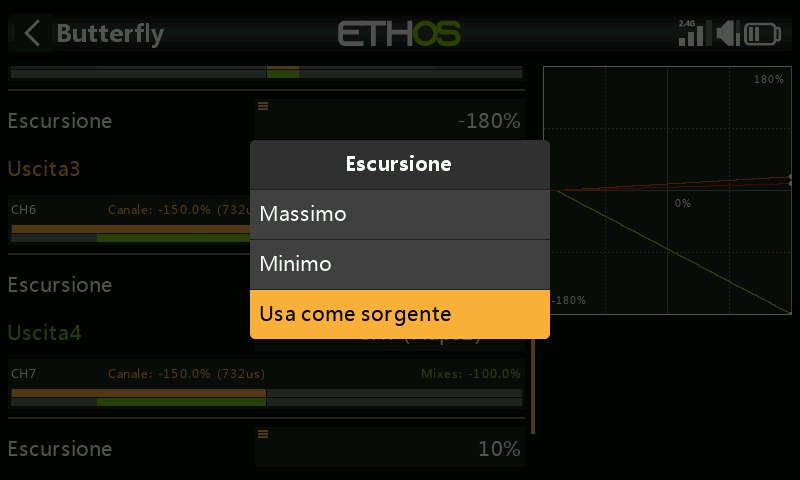 Butterfly
ETHOS
2.4G
Escursione
-180%
Uscita3
CH6
Canale: -150.0% (732u
Escursione
Uscita4
CH7
Canale: -150.0% (732us)
Mixes: -100.0%
Escursione
10%
Escursione
Massimo
Minimo
Usa come sorgente
180%
0%
-180%